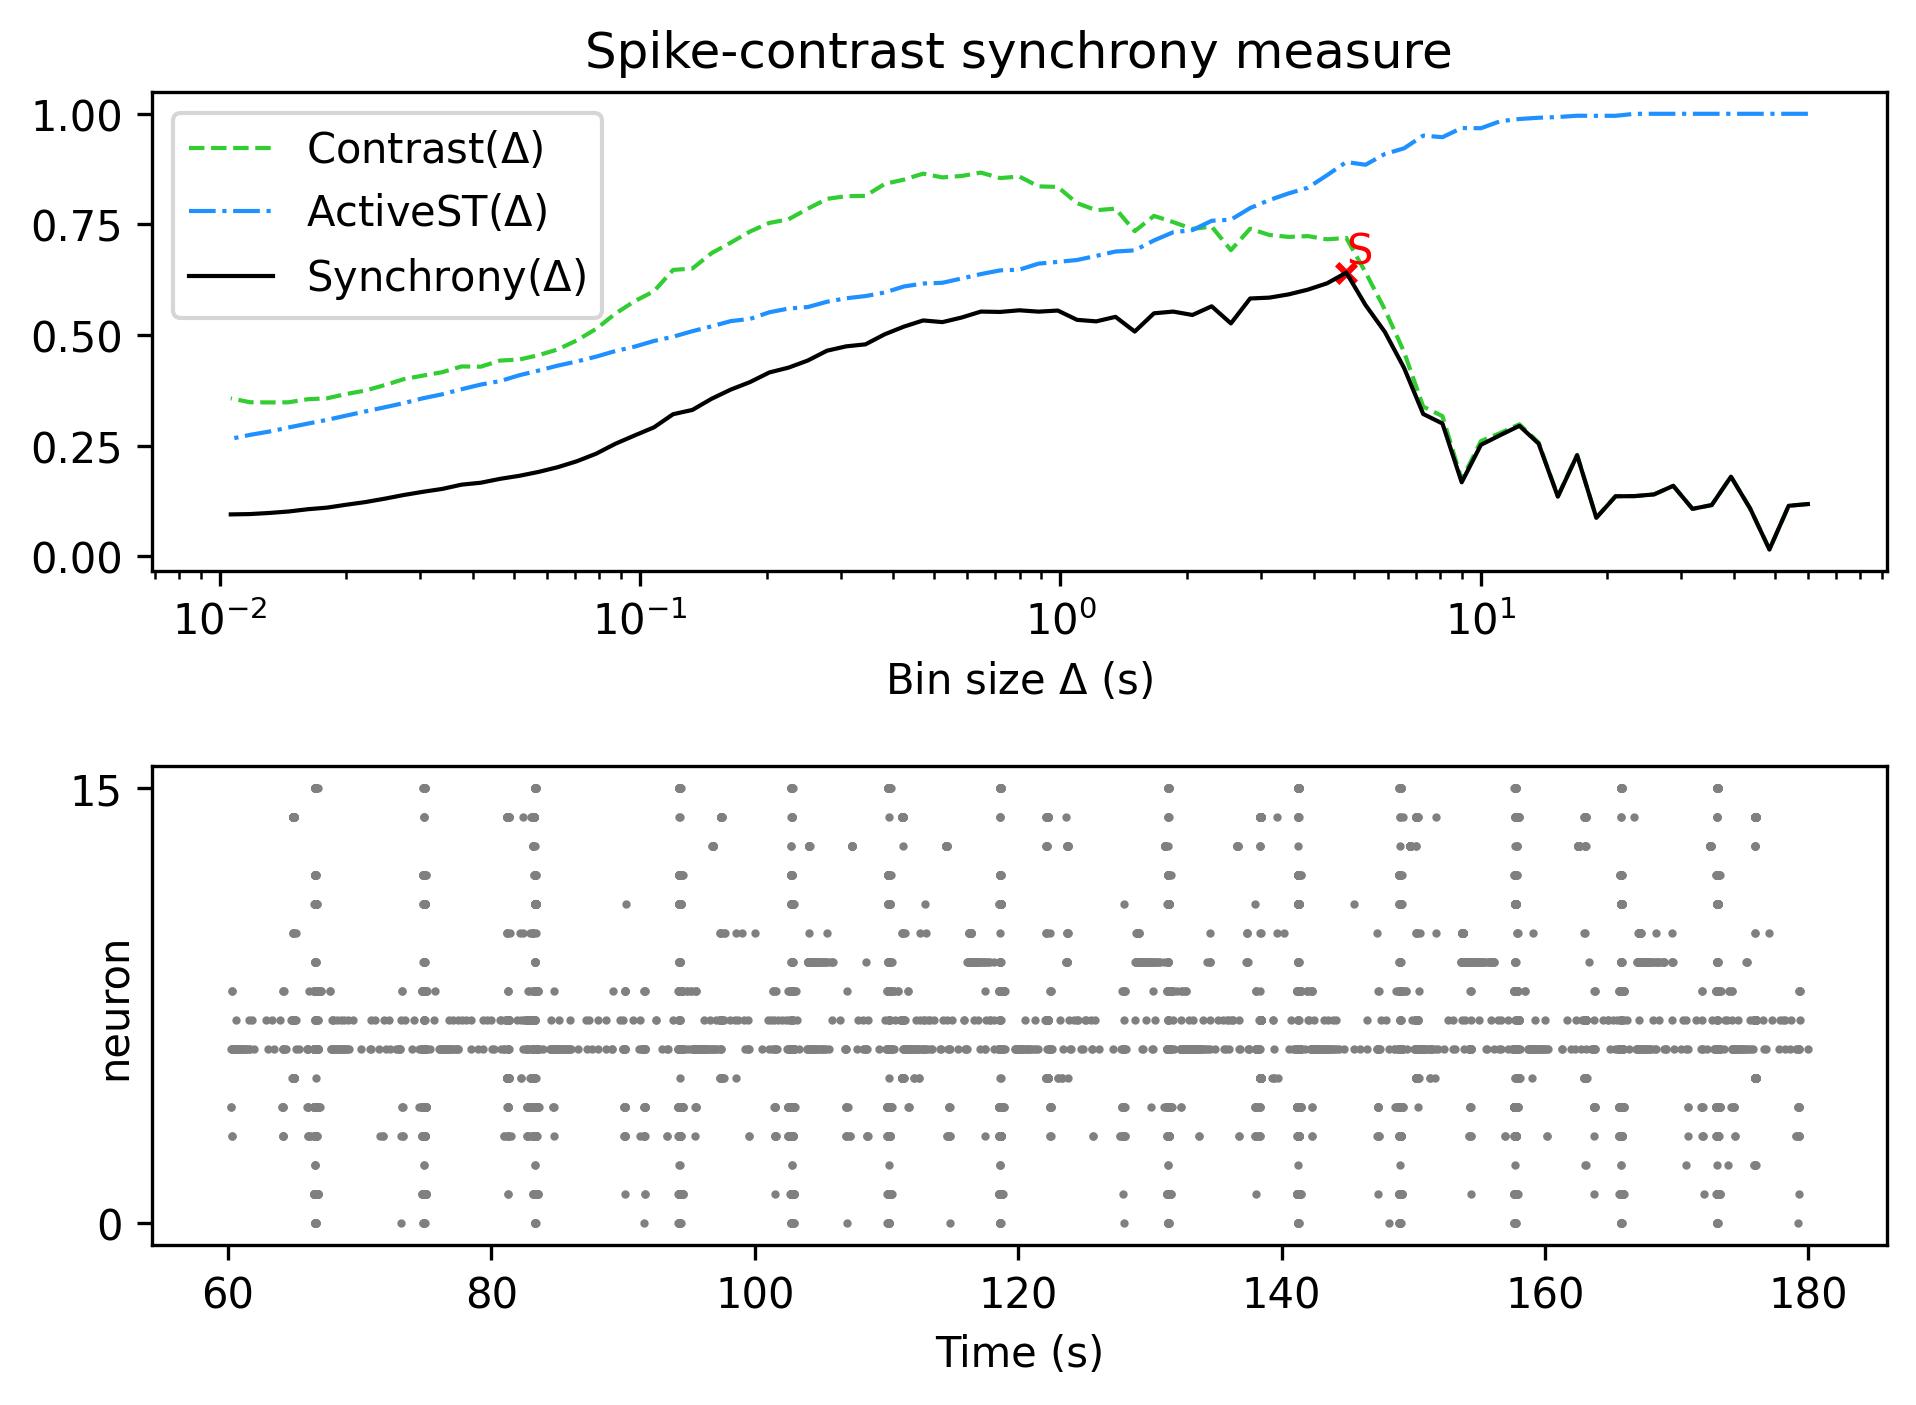 Spike-contrast synchrony measure
1.00
0.75
0.50
0.25
0.00
Contrast(Δ)
ActiveST(Δ)
Synchrony(Δ)
S
10⁻² 10⁻¹ 10⁰ 10¹
Bin size Δ (s)
15
0
neuron
60 80 100 120 140 160 180
Time (s)